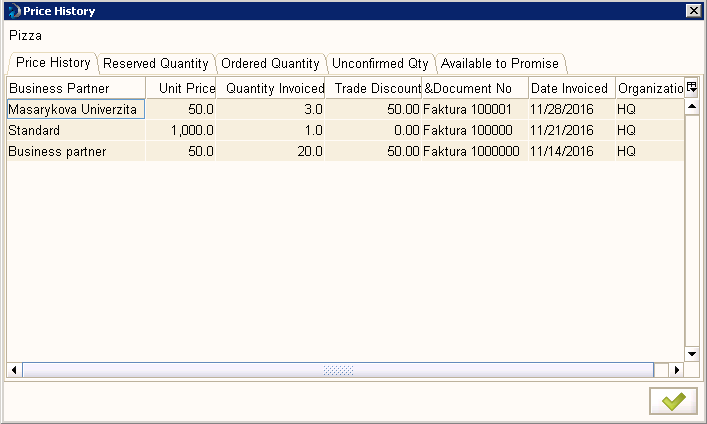 Price History
Pizza
Price History Reserved Quantity Ordered Quantity Unconfirmed Qty Available to Promise
Business Partner Unit Price Quantity Invoiced Trade Discount &Document No Date Invoiced Organizatio
Masarykova Univerzita 50.0 3.0 50.00 Faktura 100001 11/28/2016 HQ
Standard 1,000.0 1.0 0.00 Faktura 100000 11/21/2016 HQ
Business partner 50.0 20.0 50.00 Faktura 1000000 11/14/2016 HQ